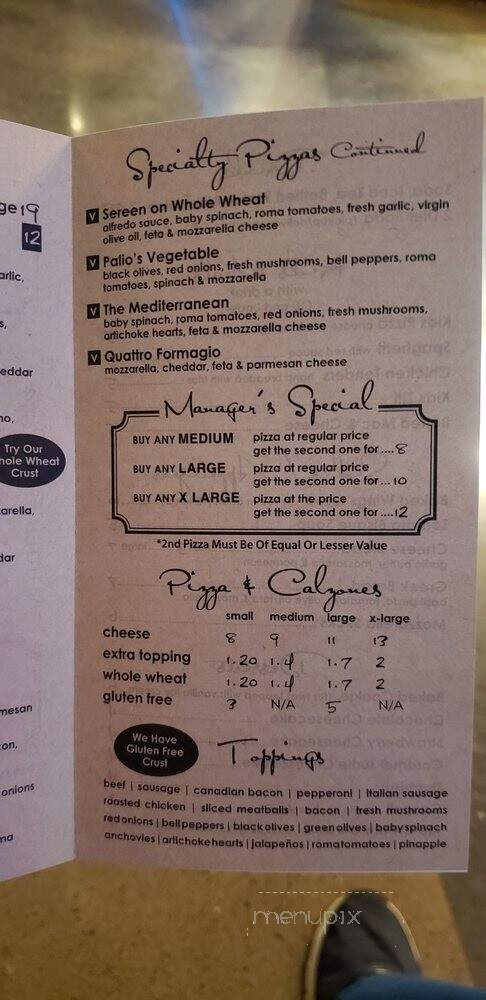 Specialty Pizzas Continued
V Sereen on Whole Wheat
alfredo sauce, baby spinach, roma tomatoes, fresh garlic, virgin
olive oil, feta & mozzarella cheese
V Palio's Vegetable
black olives, red onions, fresh mushrooms, bell peppers, roma
tomatoes, spinach & mozzarella
V The Mediterranean
baby spinach, roma tomatoes, red onions, fresh mushrooms,
artichoke hearts, feta & mozzarella cheese
V Quattro Formagio
mozzarella, cheddar, feta & parmesan cheese
Manager's Special
BUY ANY MEDIUM pizza at regular price
get the second one for....8
BUY ANY LARGE pizza at regular price
get the second one for... 10
BUY ANY X LARGE pizza at the price
get the second one for....12
*2nd Pizza Must Be Of Equal Or Lesser Value
Pizza & Calzones
small medium large x-large
cheese 8 9 11 13
extra topping 1.20 1.4 1.7 2
whole wheat 1.20 1.4 1.7 2
gluten free 3 N/A 5 N/A
We Have
Gluten Free
Crust
Toppings
beef | sausage | canadian bacon | pepperoni | italian sausage
roasted chicken | sliced meatballs | bacon | fresh mushrooms
red onions | bell peppers | black olives | green olives | baby spinach
anchovies | artichoke hearts | jalapeños | roma tomatoes | pinapple
19
12
Try Our
Wheat
Crust
onions
menupix